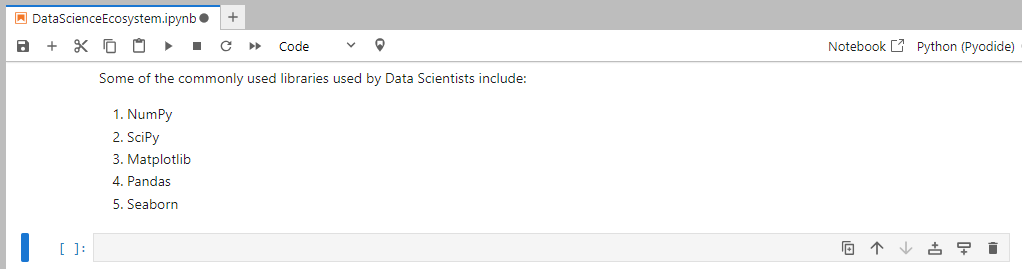 DataScienceEcosystem.ipynb
Code Notebook Python (Pyodide)
Some of the commonly used libraries used by Data Scientists include:
1. NumPy
2. SciPy
3. Matplotlib
4. Pandas
5. Seaborn
[ ]: